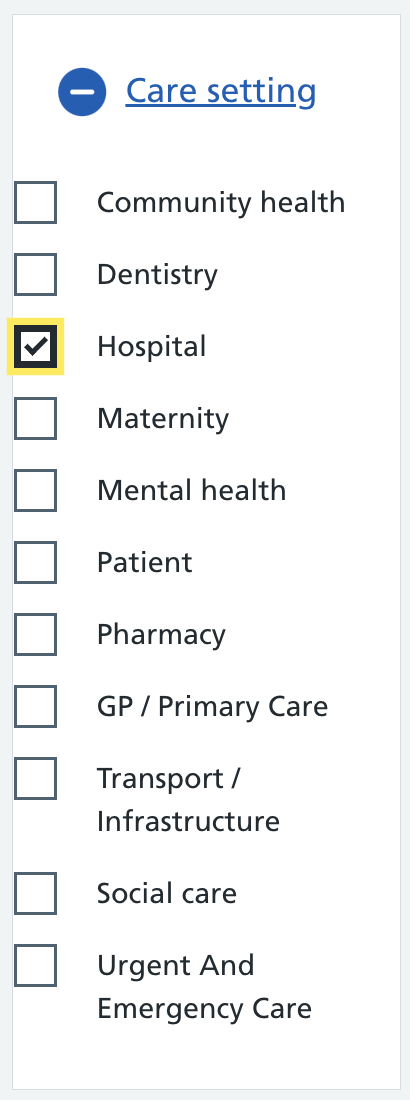 Care setting
Community health
Dentistry
Hospital
Maternity
Mental health
Patient
Pharmacy
GP / Primary Care
Transport /
Infrastructure
Social care
Urgent And
Emergency Care